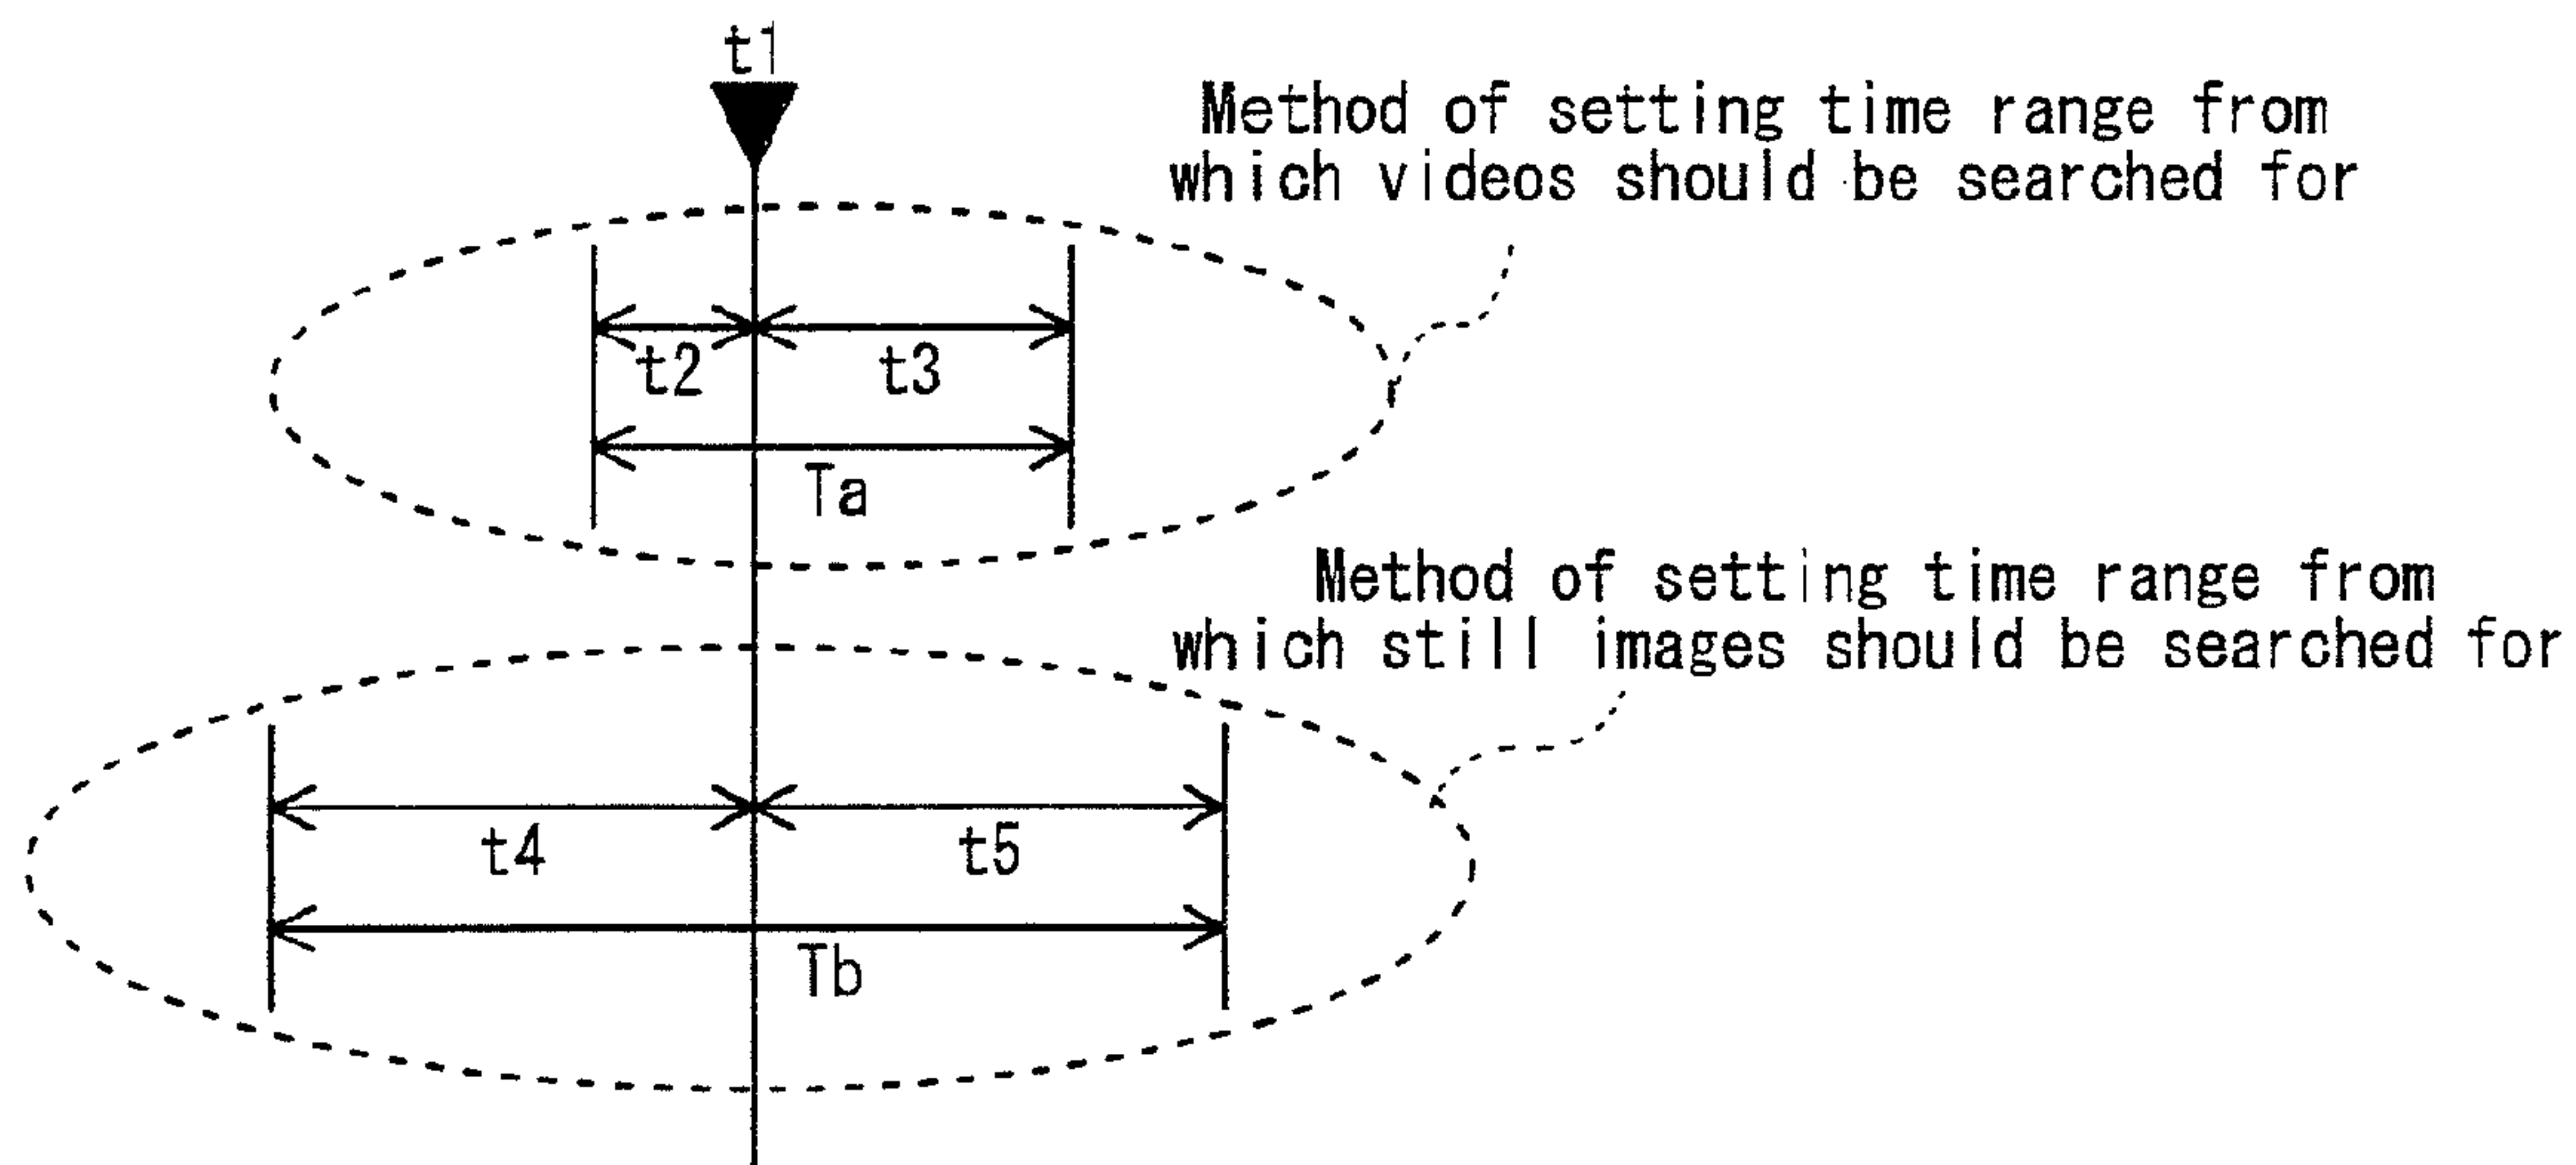 t1
Method of setting time range from
which videos should be searched for
t2
t3
Ta
Method of setting time range from
which still images should be searched for
t4
t5
Tb